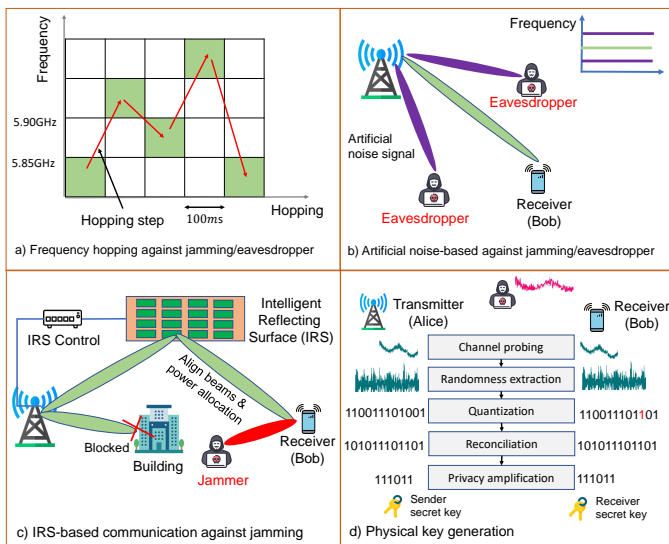 Frequency
5.90GHz
5.85GHz
Hopping step
100ms
Hopping
a) Frequency hopping against jamming/eavesdropper
Frequency
Eavesdropper
Artificial
noise signal
Eavesdropper
Receiver
(Bob)
b) Artificial noise-based against jamming/eavesdropper
IRS Control
Intelligent
Reflecting
Surface (IRS)
Align beams &
power allocation
Blocked
Building
Jammer
Receiver
(Bob)
c) IRS-based communication against jamming
Transmitter
(Alice)
Receiver
(Bob)
Channel probing
Randomness extraction
110011101001
Quantization
110011101101
101011101101
Reconciliation
101011101101
111011
Privacy amplification
111011
Sender
secret key
Receiver
secret key
d) Physical key generation